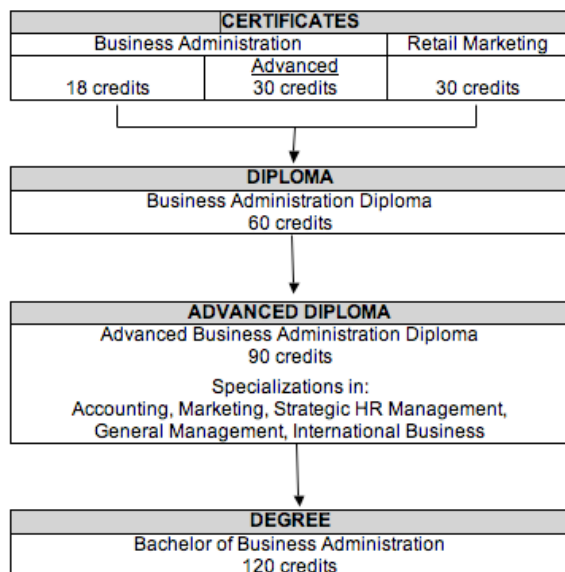 CERTIFICATES
Business Administration
Retail Marketing
18 credits
Advanced
30 credits
30 credits
DIPLOMA
Business Administration Diploma
60 credits
ADVANCED DIPLOMA
Advanced Business Administration Diploma
90 credits
Specializations in:
Accounting, Marketing, Strategic HR Management,
General Management, International Business
DEGREE
Bachelor of Business Administration
120 credits